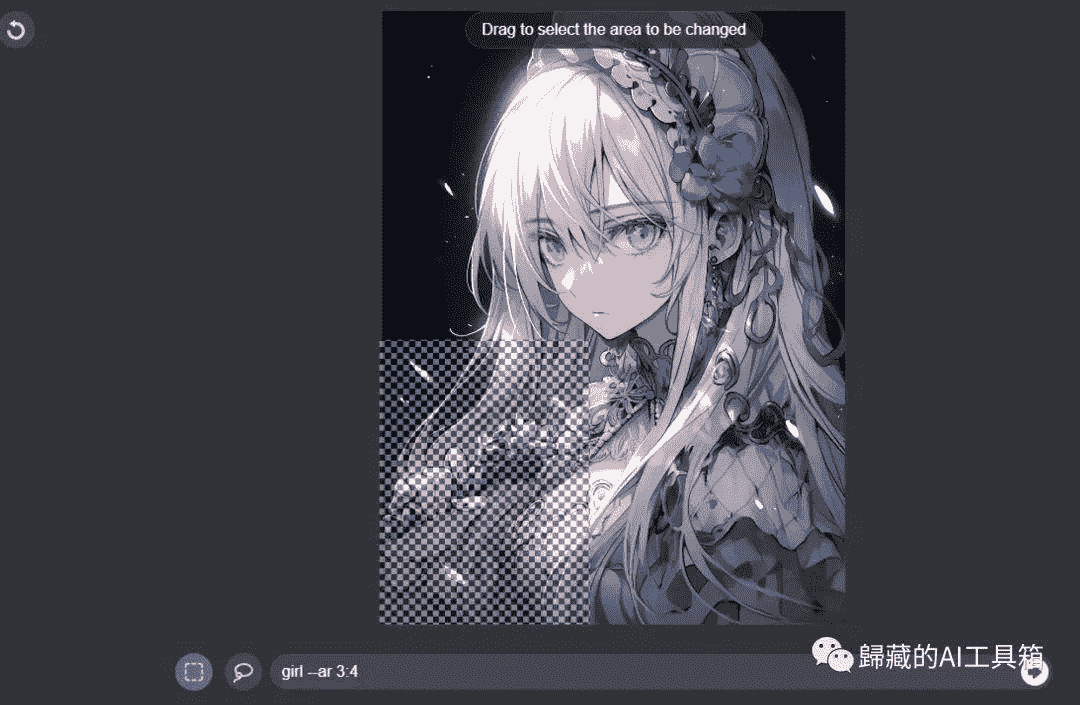 Drag to select the area to be changed
girl --ar 3:4
歸藏的AI工具箱